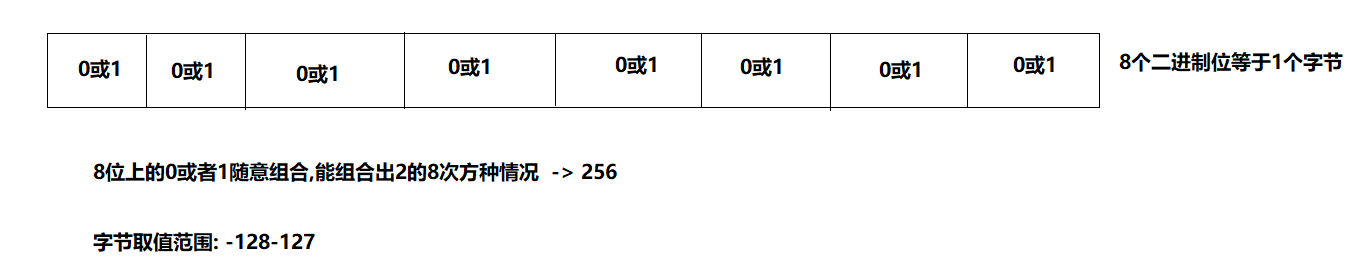 0或1 0或1 0或1 0或1 0或1 0或1 0或1 0或1 8个二进制位等于1个字节
8位上的0或者1随意组合,能组合出2的8次方种情况 -> 256
字节取值范围: -128-127